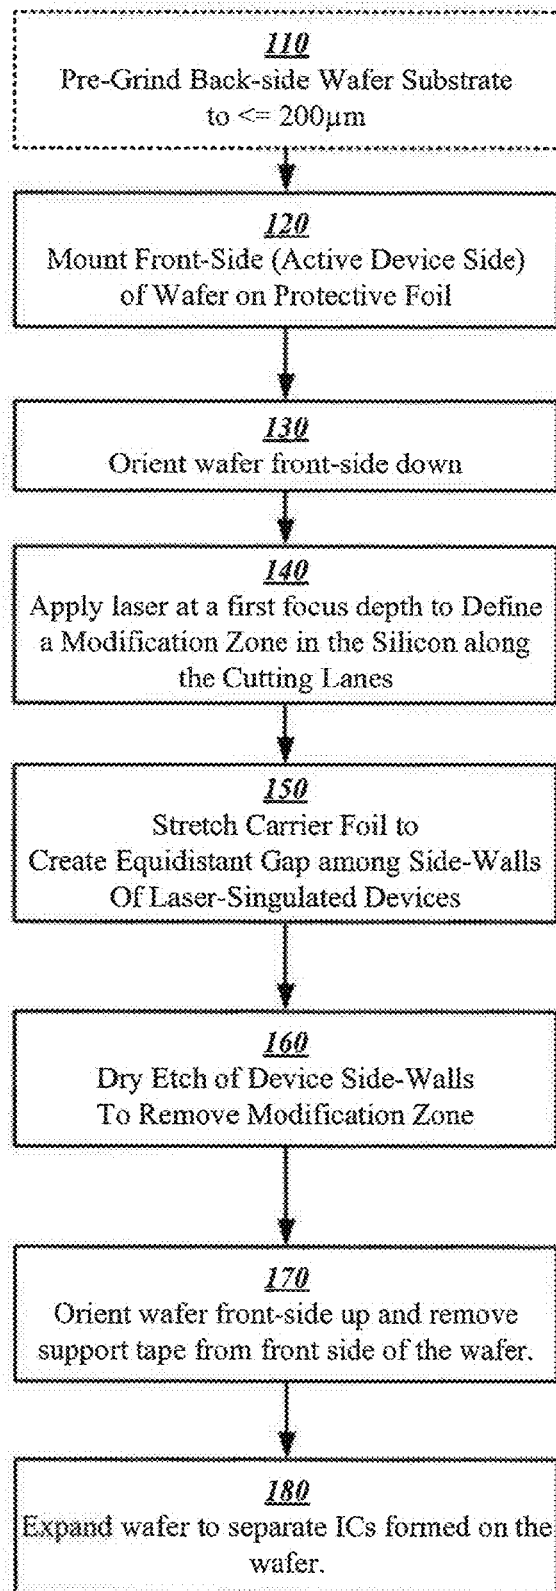 110
Pre-Grind Back-side Wafer Substrate
to <= 200µm
120
Mount Front-Side (Active Device Side)
of Wafer on Protective Foil
130
Orient wafer front-side down
140
Apply laser at a first focus depth to Define
a Modification Zone in the Silicon along
the Cutting Lanes
150
Stretch Carrier Foil to
Create Equidistant Gap among Side-Walls
Of Laser-Singulated Devices
160
Dry Etch of Device Side-Walls
To Remove Modification Zone
170
Orient wafer front-side up and remove
support tape from front side of the wafer.
180
Expand wafer to separate ICs formed on the
wafer.